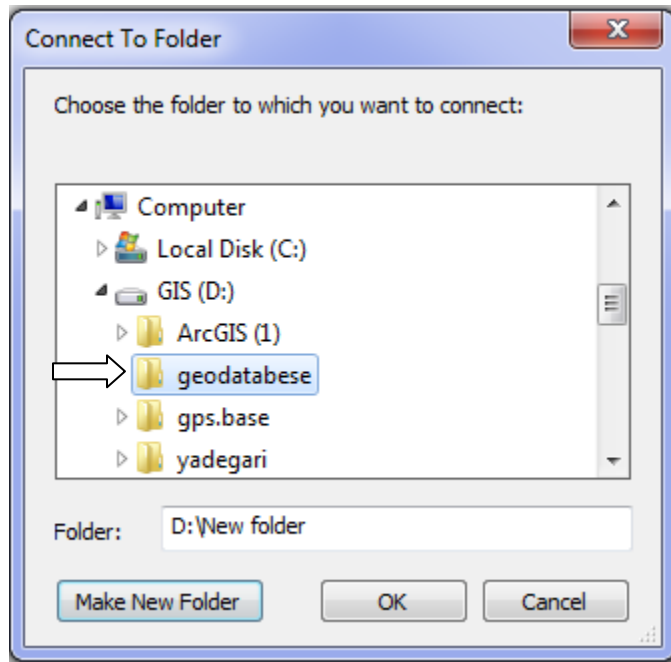 Connect To Folder
Choose the folder to which you want to connect:
Computer
Local Disk (C:)
GIS (D:)
ArcGIS (1)
geodatabese
gps.base
yadegari
Folder: D:\New folder
Make New Folder OK Cancel